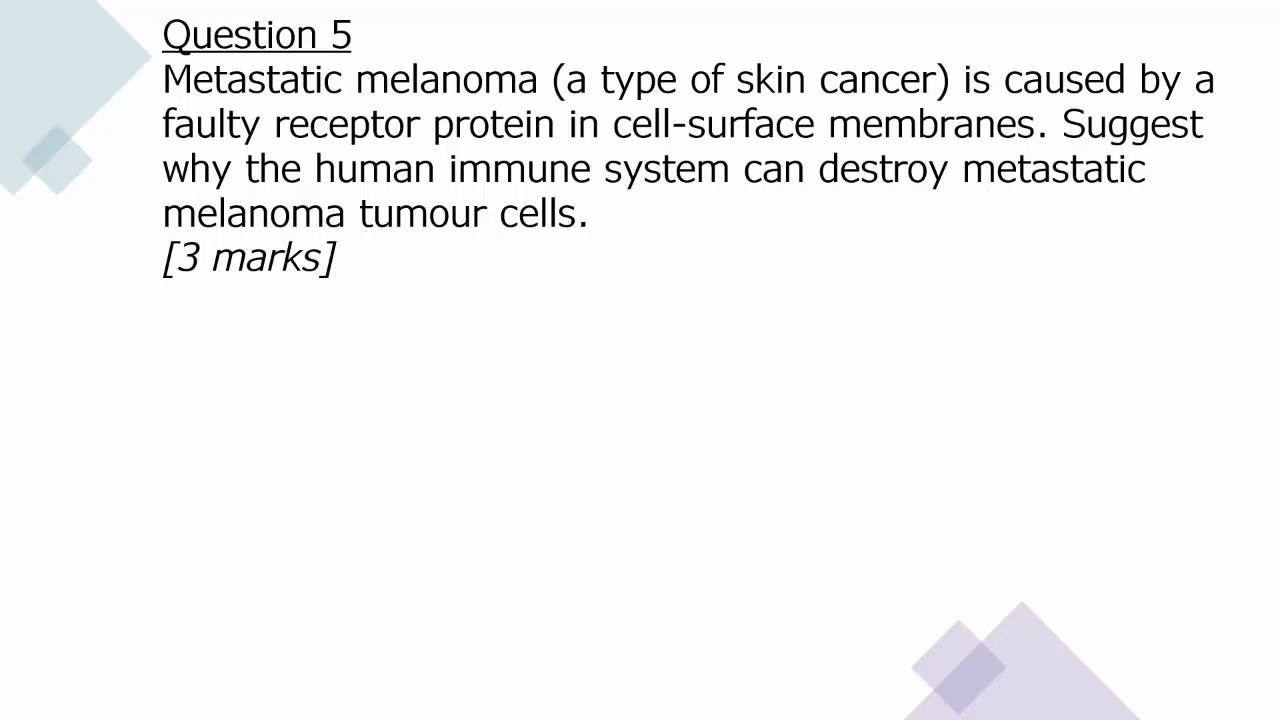 Question 5
Metastatic melanoma (a type of skin cancer) is caused by a
faulty receptor protein in cell-surface membranes. Suggest
why the human immune system can destroy metastatic
melanoma tumour cells.
[3 marks]